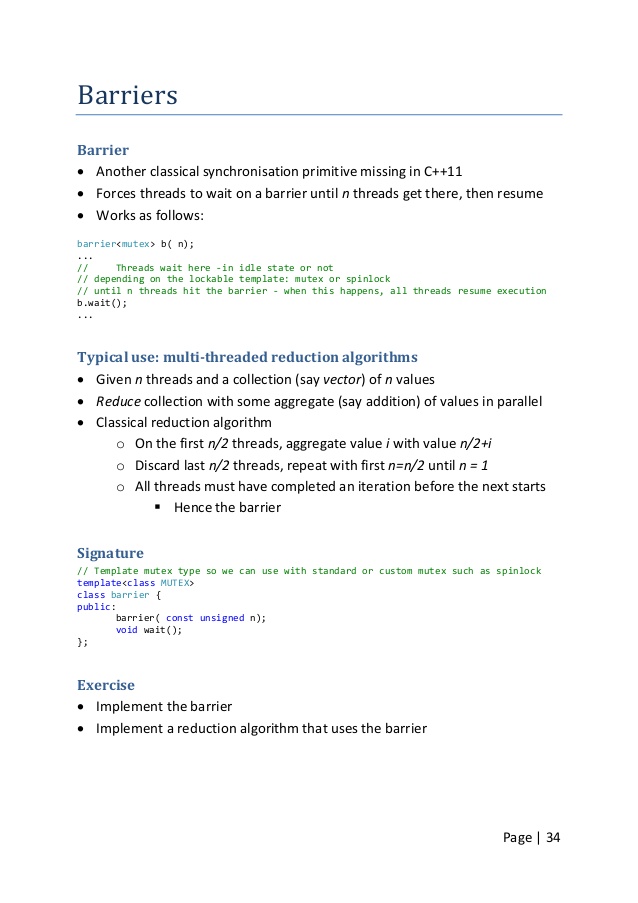 Barriers
Barrier
• Another classical synchronisation primitive missing in C++11
• Forces threads to wait on a barrier until n threads get there, then resume
• Works as follows:
barrier<mutex> b( n);
...
//    Threads wait here -in idle state or not
// depending on the lockable template: mutex or spinlock
// until n threads hit the barrier - when this happens, all threads resume execution
b.wait();
...
Typical use: multi-threaded reduction algorithms
• Given n threads and a collection (say vector) of n values
• Reduce collection with some aggregate (say addition) of values in parallel
• Classical reduction algorithm
o On the first n/2 threads, aggregate value i with value n/2+i
o Discard last n/2 threads, repeat with first n=n/2 until n = 1
o All threads must have completed an iteration before the next starts
▪ Hence the barrier
Signature
// Template mutex type so we can use with standard or custom mutex such as spinlock
template<class MUTEX>
class barrier {
public:
barrier( const unsigned n);
void wait();
};
Exercise
• Implement the barrier
• Implement a reduction algorithm that uses the barrier
Page | 34